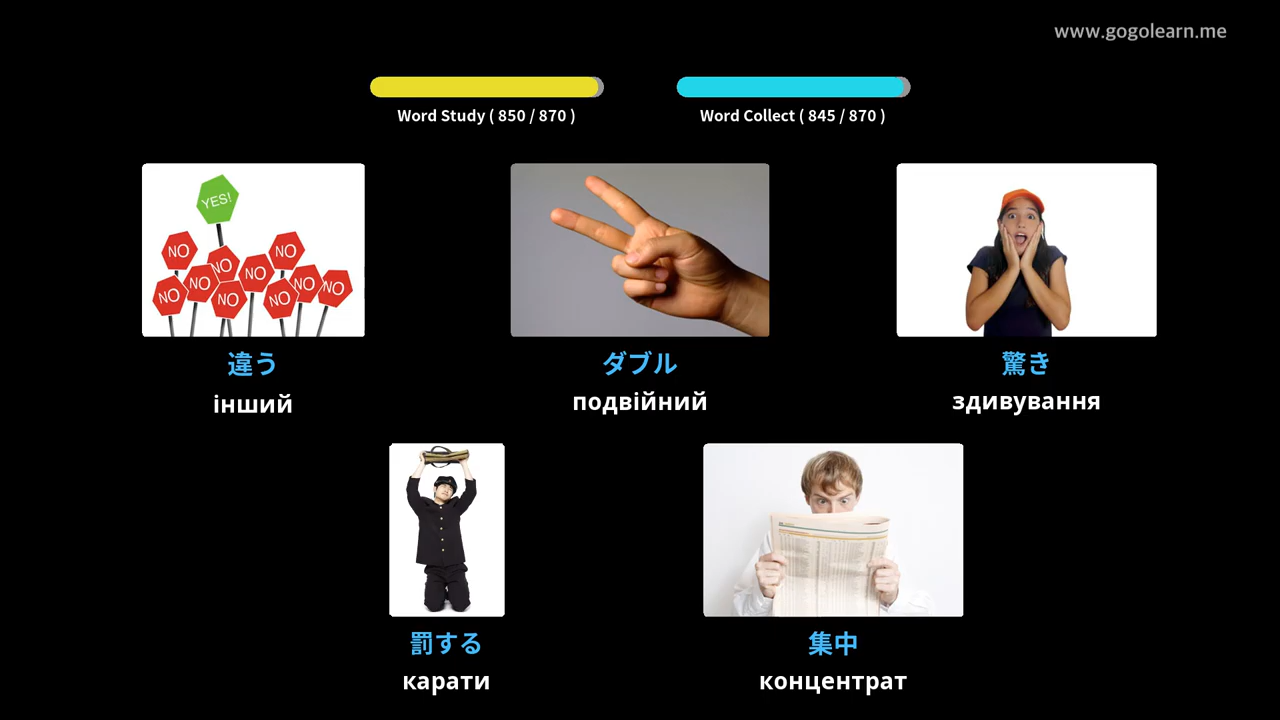 www.gogolearn.me
Word Study ( 850 / 870 )
Word Collect ( 845 / 870 )
YES!
NO
NO
NO
NO
NO
NO
NO
NO
NO
NO
違う
ダブル
驚き
інший
подвійний
здивування
罰する
集中
карати
концентрат